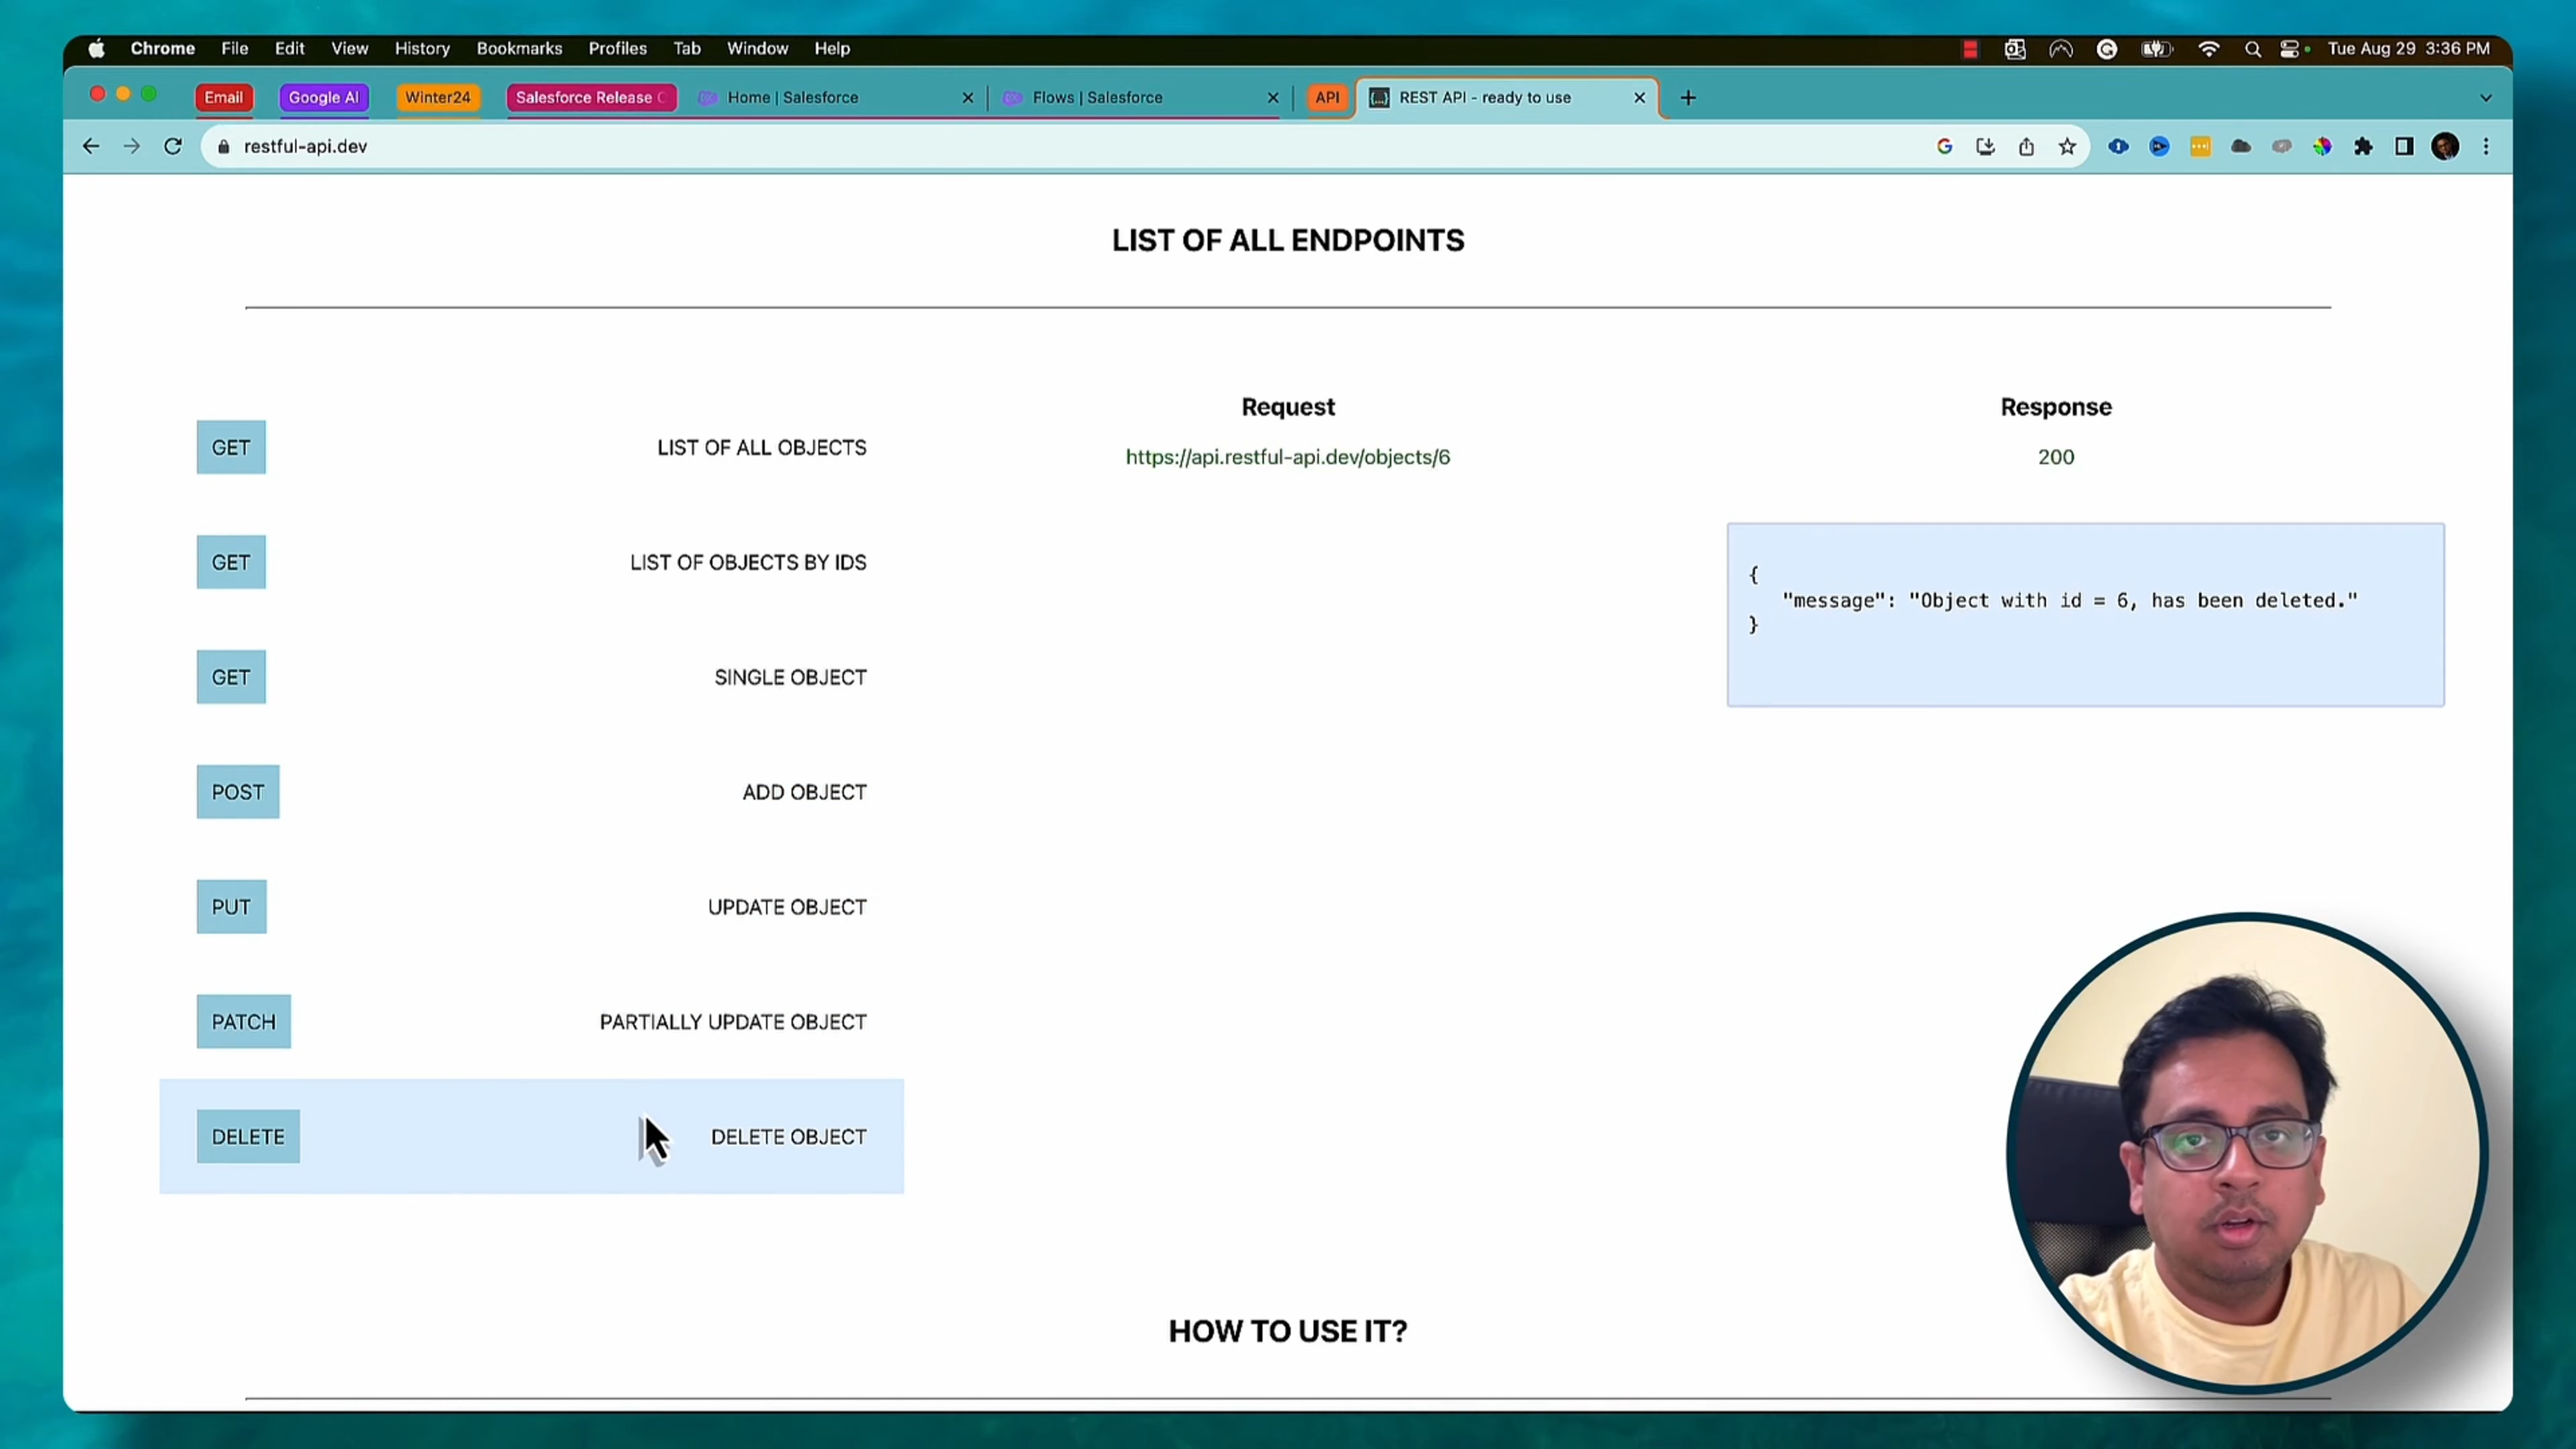 Chrome File Edit View History Bookmarks Profiles Tab Window Help Tue Aug 29 3:36 PM
Email Google AI Winter24 Salesforce Release Home | Salesforce Flows | Salesforce API REST API - ready to use
restful-api.dev
LIST OF ALL ENDPOINTS
Request
Response
GET LIST OF ALL OBJECTS
https://api.restful-api.dev/objects/6
200
GET LIST OF OBJECTS BY IDS
{
"message": "Object with id = 6, has been deleted."
}
GET SINGLE OBJECT
POST ADD OBJECT
PUT UPDATE OBJECT
PATCH PARTIALLY UPDATE OBJECT
DELETE DELETE OBJECT
HOW TO USE IT?